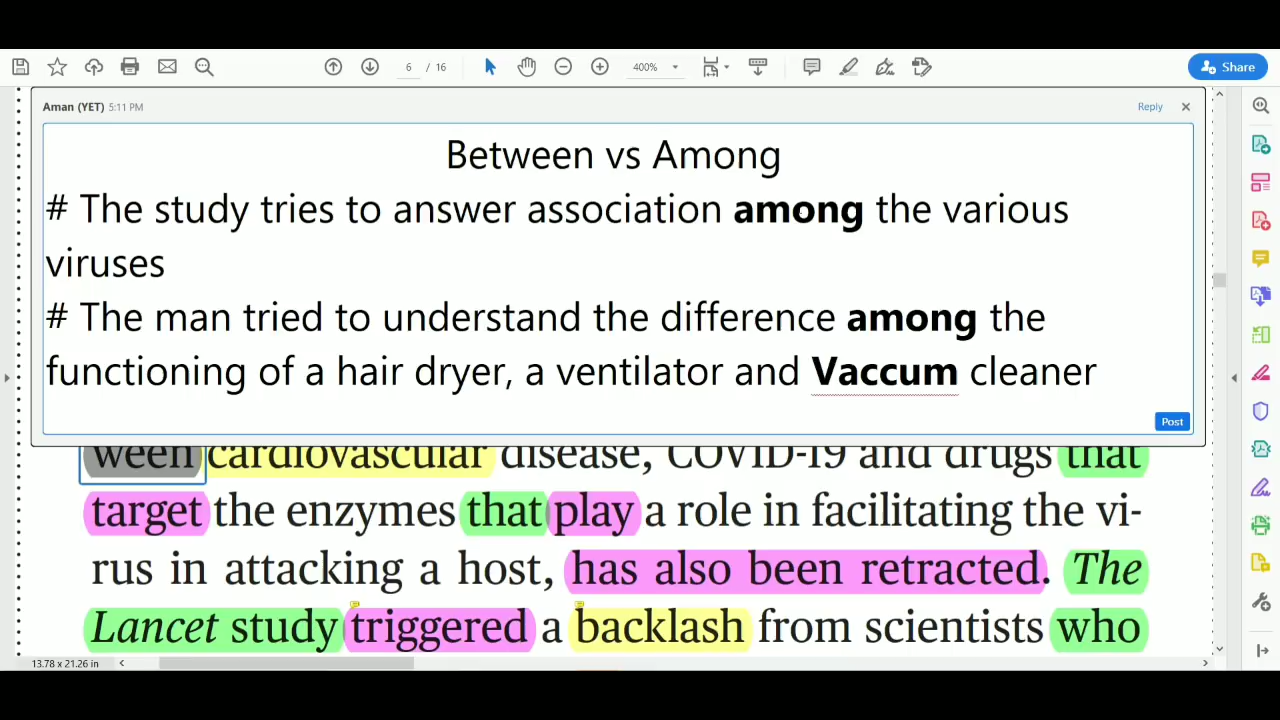 6 / 16
400%
Share
Aman (YET) 5:11 PM
Reply
Between vs Among
# The study tries to answer association among the various
viruses
# The man tried to understand the difference among the
functioning of a hair dryer, a ventilator and Vaccum cleaner
Post
ween cardiovascular disease, COVID-19 and drugs that
target the enzymes that play a role in facilitating the vi-
rus in attacking a host, has also been retracted. The
Lancet study triggered a backlash from scientists who
13.78 x 21.26 in